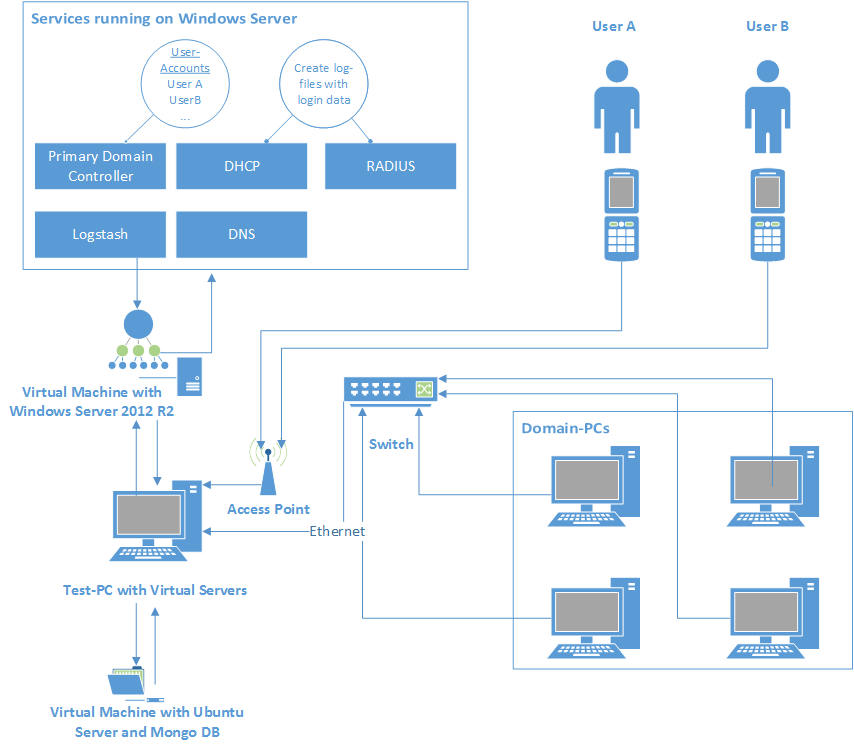 Services running on Windows Server
User-
Accounts
User A
UserB
...
Create log-
files with
login data
Primary Domain
Controller
DHCP
RADIUS
Logstash
DNS
User A
User B
Virtual Machine with
Windows Server 2012 R2
Switch
Domain-PCs
Access Point
Ethernet
Test-PC with Virtual Servers
Virtual Machine with Ubuntu
Server and Mongo DB